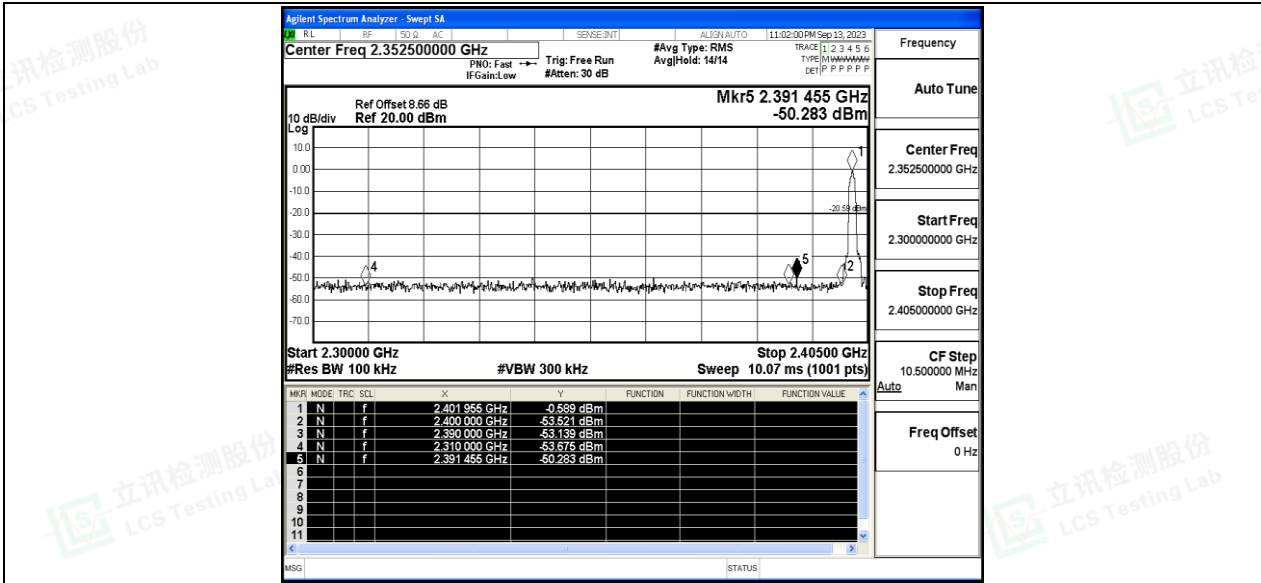 Agilent Spectrum Analyzer - Swept SA
RL RF 50 Ω AC SENSE:INT ALIGN AUTO 11:02:00 PM Sep 13, 2023
Center Freq 2.352500000 GHz
PNO: Fast
IFGain:Low
Trig: Free Run
#Atten: 30 dB
#Avg Type: RMS
Avg|Hold: 14/14
TRACE 1 2 3 4 5 6
TYPE M WWWWW
DET P P P P P P
Ref Offset 8.66 dB
10 dB/div Ref 20.00 dBm
Log
Mkr5 2.391 455 GHz
-50.283 dBm
10.0
0.00
-10.0
-20.0
-30.0
-40.0
-50.0
-60.0
-70.0
-20.59 dBm
1
4
5
2
Start 2.30000 GHz Stop 2.40500 GHz
#Res BW 100 kHz #VBW 300 kHz Sweep 10.07 ms (1001 pts)
MKR MODE TRC SCL X Y FUNCTION FUNCTION WIDTH FUNCTION VALUE
1 N f 2.401 955 GHz -0.589 dBm
2 N f 2.400 000 GHz -53.521 dBm
3 N f 2.390 000 GHz -53.139 dBm
4 N f 2.310 000 GHz -53.675 dBm
5 N f 2.391 455 GHz -50.283 dBm
6
7
8
9
10
11
MSG STATUS
Frequency
Auto Tune
Center Freq
2.352500000 GHz
Start Freq
2.300000000 GHz
Stop Freq
2.405000000 GHz
CF Step
10.500000 MHz
Auto Man
Freq Offset
0 Hz
讯检测股份
LCS Testing Lab
立讯检
LCS Tes
立讯检测股份
LCS Testing Lab
立讯检测股份
LCS Testing Lab